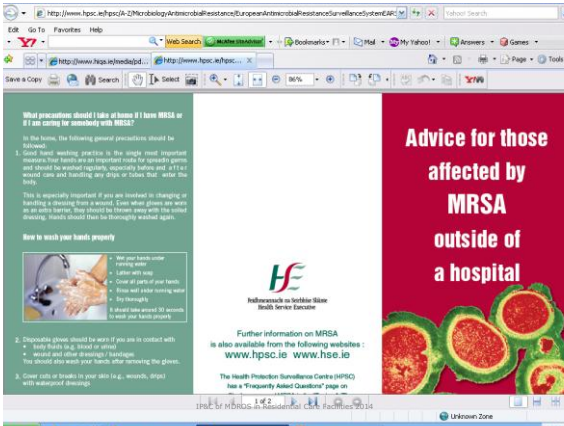 http://www.hpsc.ie/hpsc/A-Z/MicrobiologyAntimicrobialResistance/EuropeanAntimicrobialResistanceSurveillanceSystemEARS
Yahoo! Search
Edit Go To Favorites Help
Y! Web Search McAfee SiteAdvisor Bookmarks Mail My Yahoo! Answers Games
http://www.hiqa.ie/media/pd... http://www.hpsc.ie/hpsc... Page Tools
Save a Copy Search Select 86% Y!
What precautions should I take at home if I have MRSA or
if I am caring for somebody with MRSA?
In the home, the following general precautions should be
followed:
1. Good hand washing practice is the single most important
measure.Your hands are an important route for spreadin germs
and should be washed regularly, especially before and after
wound care and handling any drips or tubes that enter the
body.
This is especially important if you are involved in changing or
handling a dressing from a wound. Even when gloves are worn
as an extra barrier, they should be thrown away with the soiled
dressing. Hands should then be thoroughly washed again.
How to wash your hands properly
• Wet your hands under
running water
• Lather with soap
• Cover all parts of your hands
• Rinse well under running water
• Dry thoroughly
It should take around 30 seconds
to wash your hands properly
2. Disposable gloves should be worn if you are in contact with
• body fluids (e.g. blood or urine)
• wound and other dressings / bandages
You should also wash your hands after removing the gloves.
3. Cover cuts or breaks in your skin (e.g., wounds, drips)
with waterproof dressings
Feidhmeannacht na Seirbhíse Sláinte
Health Service Executive
Further information on MRSA
is also available from the following websites :
www.hpsc.ie www.hse.ie
The Health Protection Surveillance Centre (HPSC)
has a "Frequently Asked Questions" page on
Advice for those
affected by
MRSA
outside of
a hospital
1 of 2
IP&C of MDROs in Residential Care Facilities 2014
Unknown Zone